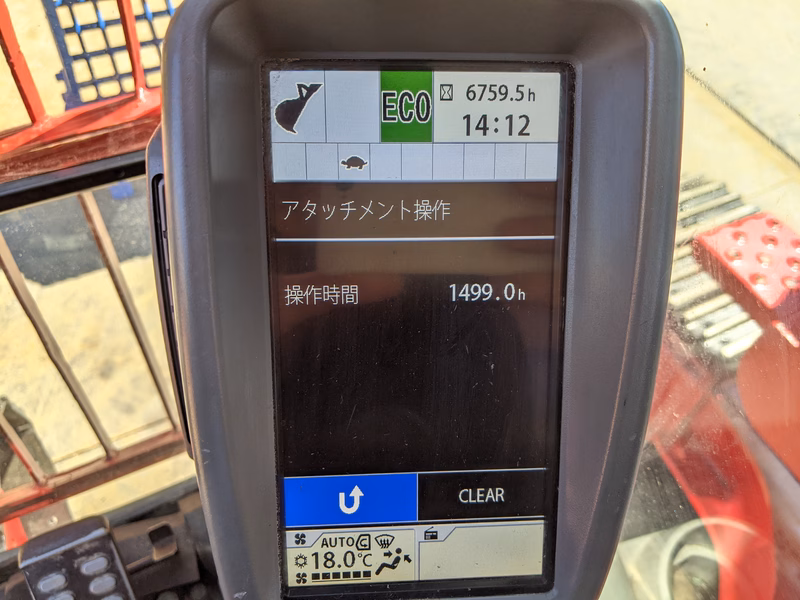 ECO
6759.5h
14:12
アタッチメント操作
操作時間 1499.0h
CLEAR
AUTO
18.0℃